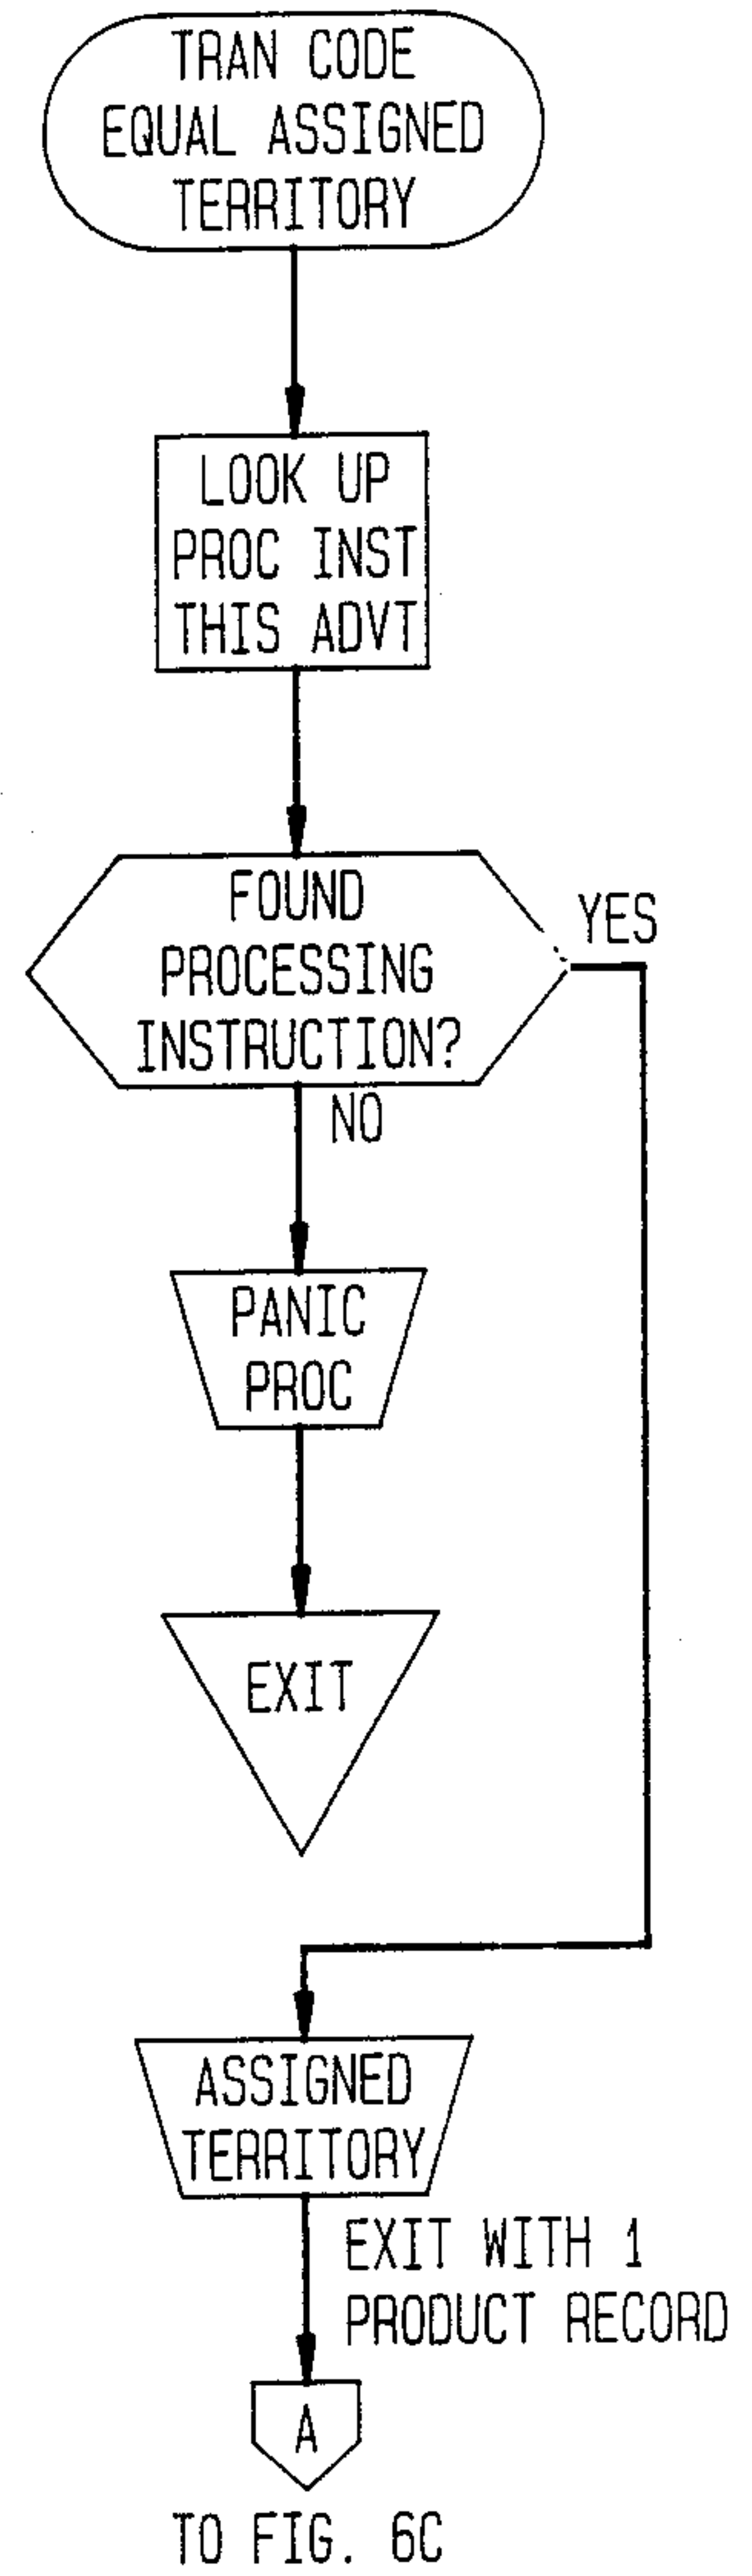 TRAN CODE
EQUAL ASSIGNED
TERRITORY
LOOK UP
PROC INST
THIS ADVT
FOUND
PROCESSING
INSTRUCTION?
YES
NO
PANIC
PROC
EXIT
ASSIGNED
TERRITORY
EXIT WITH 1
PRODUCT RECORD
A
TO FIG. 6C